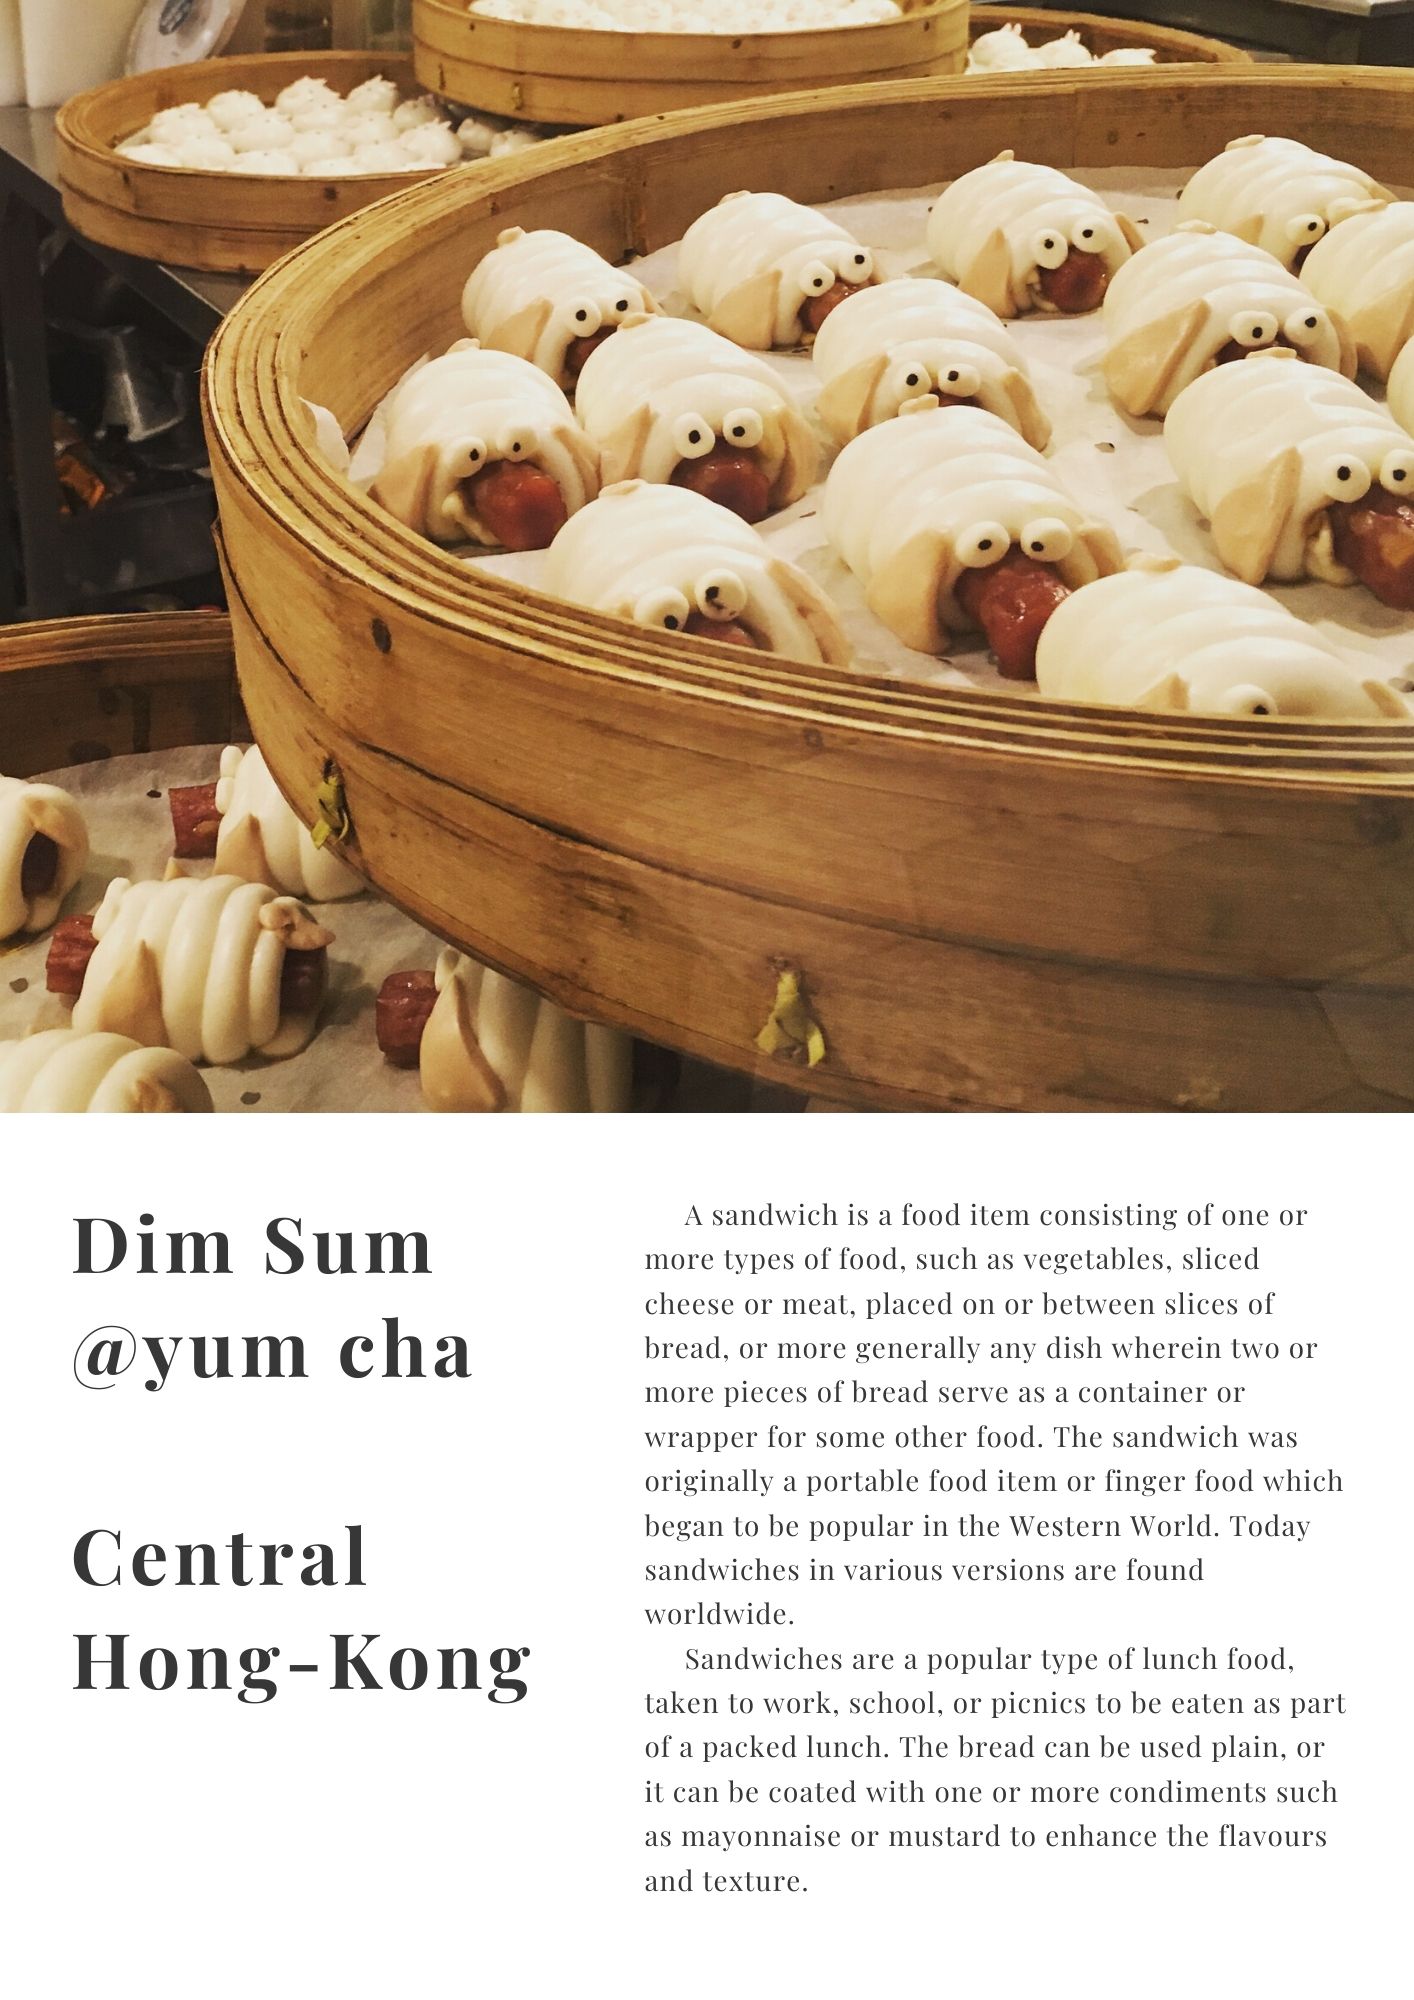 Dim Sum
@yum cha
Central
Hong-Kong
A sandwich is a food item consisting of one or
more types of food, such as vegetables, sliced
cheese or meat, placed on or between slices of
bread, or more generally any dish wherein two or
more pieces of bread serve as a container or
wrapper for some other food. The sandwich was
originally a portable food item or finger food which
began to be popular in the Western World. Today
sandwiches in various versions are found
worldwide.
Sandwiches are a popular type of lunch food,
taken to work, school, or picnics to be eaten as part
of a packed lunch. The bread can be used plain, or
it can be coated with one or more condiments such
as mayonnaise or mustard to enhance the flavours
and texture.